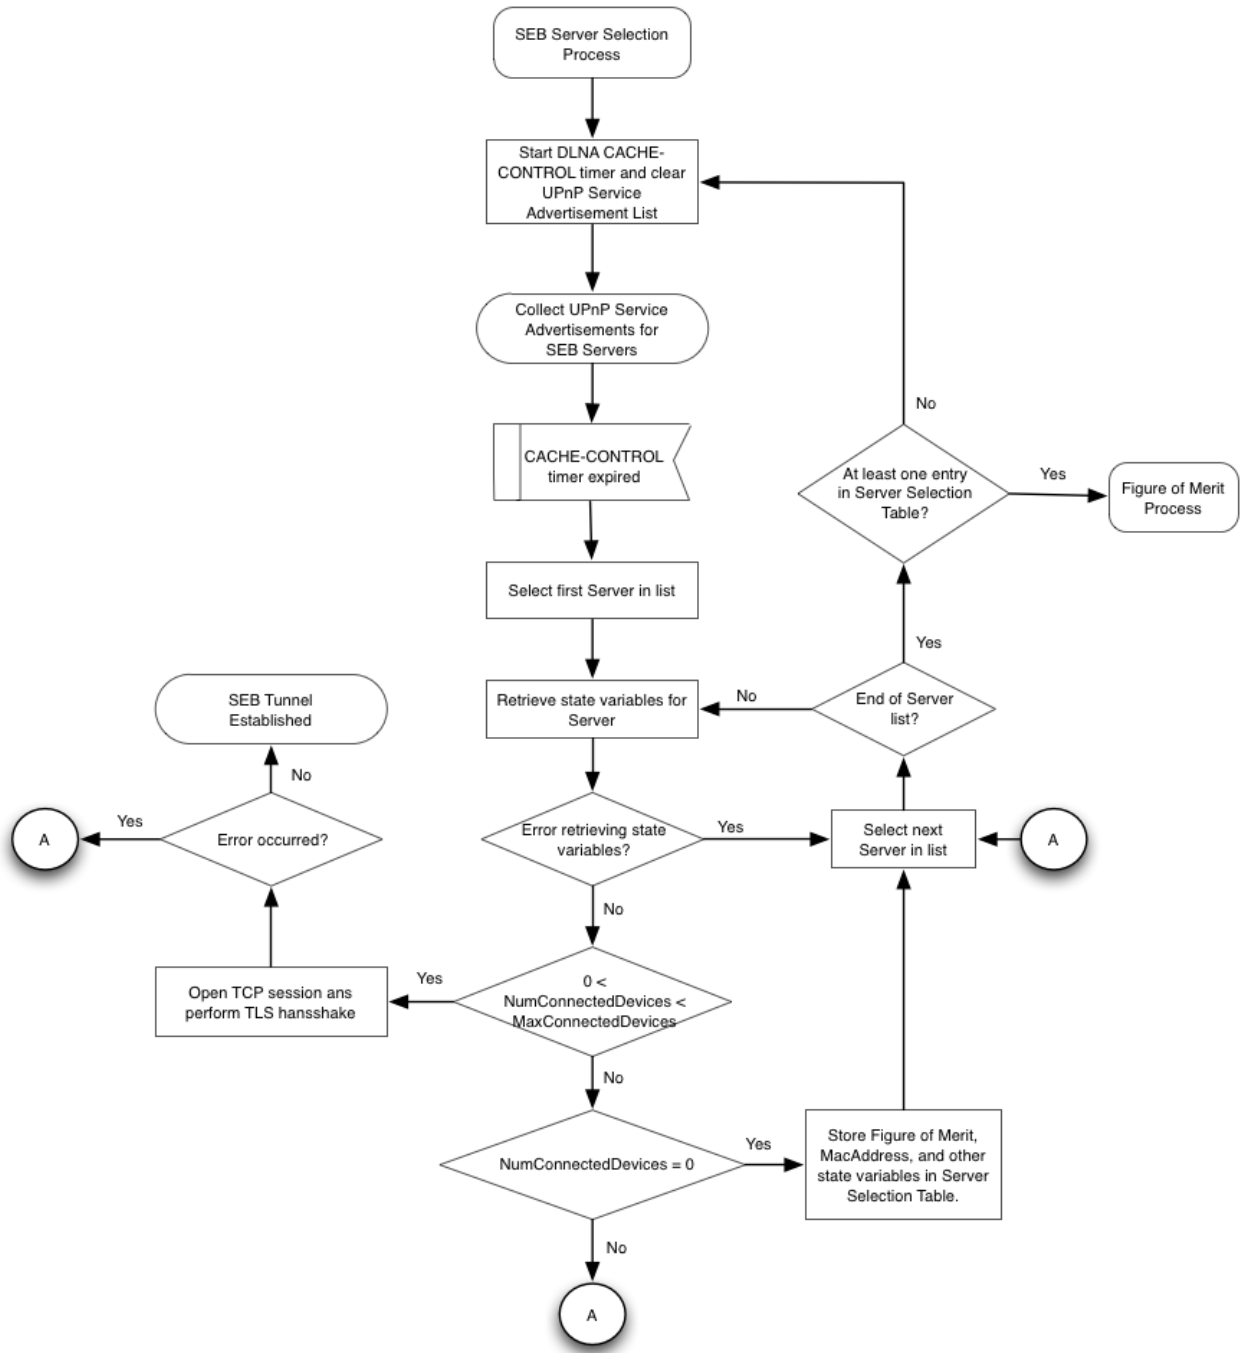 SEB Server Selection
Process
Start DLNA CACHE-
CONTROL timer and clear
UPnP Service
Advertisement List
Collect UPnP Service
Advertisements for
SEB Servers
No
CACHE-CONTROL
timer expired
At least one entry
in Server Selection
Table?
Yes
Figure of Merit
Process
Select first Server in list
Yes
SEB Tunnel
Established
Retrieve state variables for
Server
No
End of Server
list?
No
Yes
A
Error occurred?
Error retrieving state
variables?
Yes
Select next
Server in list
A
No
Open TCP session ans
perform TLS hansshake
Yes
0 <
NumConnectedDevices <
MaxConnectedDevices
No
NumConnectedDevices = 0
Yes
Store Figure of Merit,
MacAddress, and other
state variables in Server
Selection Table.
No
A